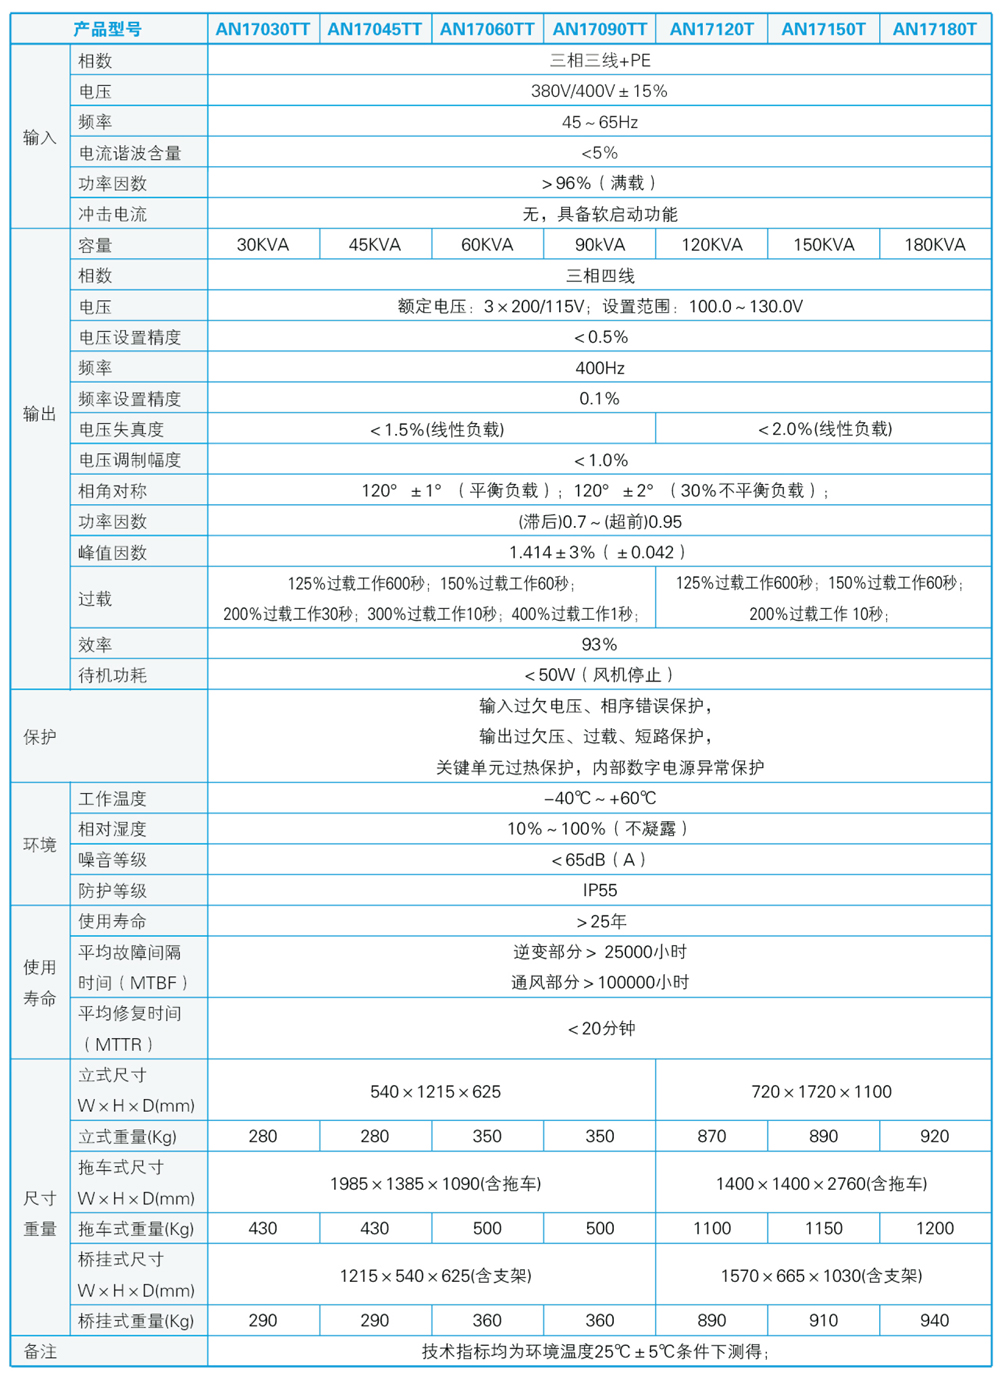 产品型号 AN17030TT AN17045TT AN17060TT AN17090TT AN17120T AN17150T AN17180T
输入
相数 三相三线+PE
电压 380V/400V±15%
频率 45~65Hz
电流谐波含量 <5%
功率因数 >96%（满载）
冲击电流 无，具备软启动功能
输出
容量 30KVA 45KVA 60KVA 90kVA 120KVA 150KVA 180KVA
相数 三相四线
电压 额定电压：3×200/115V；设置范围：100.0~130.0V
电压设置精度 <0.5%
频率 400Hz
频率设置精度 0.1%
电压失真度 <1.5%(线性负载) <2.0%(线性负载)
电压调制幅度 <1.0%
相角对称 120° ±1°（平衡负载）；120° ±2°（30%不平衡负载）；
功率因数 (滞后)0.7~(超前)0.95
峰值因数 1.414±3%（±0.042）
过载
125%过载工作600秒；150%过载工作60秒；
200%过载工作30秒；300%过载工作10秒；400%过载工作1秒；
125%过载工作600秒；150%过载工作60秒；
200%过载工作 10秒；
效率 93%
待机功耗 <50W（风机停止）
保护
输入过欠电压、相序错误保护，
输出过欠压、过载、短路保护，
关键单元过热保护，内部数字电源异常保护
环境
工作温度 -40℃~+60℃
相对湿度 10%~100%（不凝露）
噪音等级 <65dB（A）
防护等级 IP55
使用
寿命
使用寿命 >25年
平均故障间隔
时间（MTBF）
逆变部分> 25000小时
通风部分>100000小时
平均修复时间
（MTTR）
<20分钟
尺寸
重量
立式尺寸
W×H×D(mm)
540×1215×625 720×1720×1100
立式重量(Kg) 280 280 350 350 870 890 920
拖车式尺寸
W×H×D(mm)
1985×1385×1090(含拖车) 1400×1400×2760(含拖车)
拖车式重量(Kg) 430 430 500 500 1100 1150 1200
桥挂式尺寸
W×H×D(mm)
1215×540×625(含支架) 1570×665×1030(含支架)
桥挂式重量(Kg) 290 290 360 360 890 910 940
备注 技术指标均为环境温度25℃±5℃条件下测得；